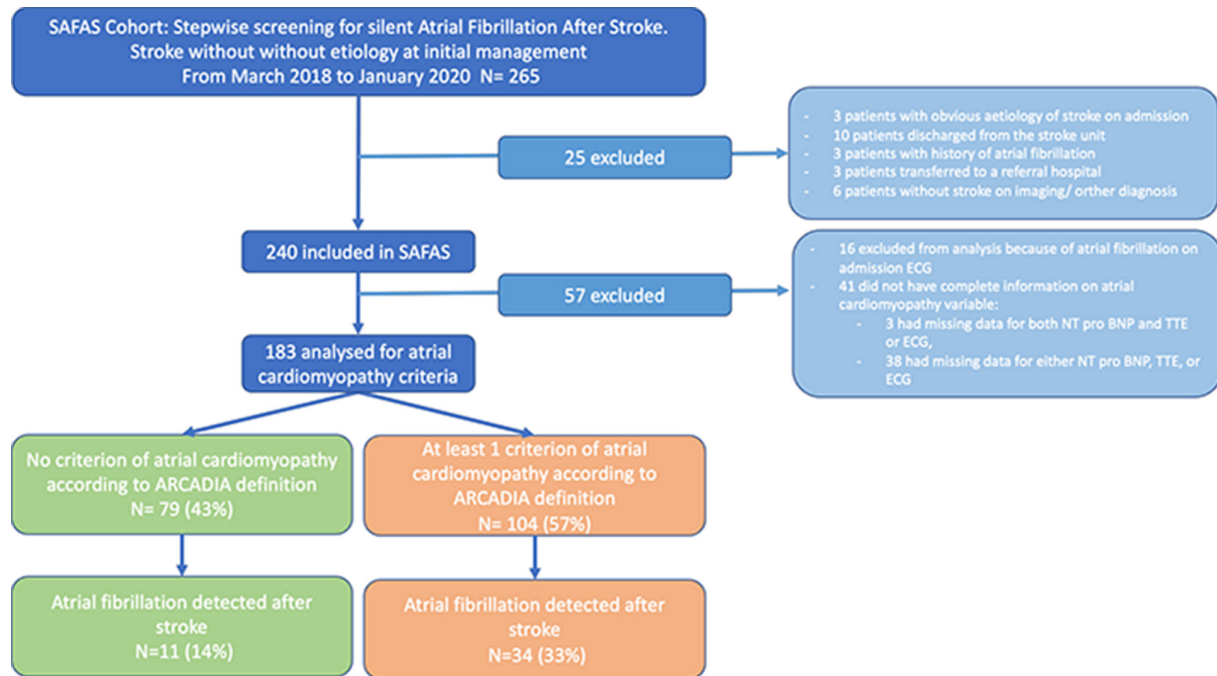 SAFAS Cohort: Stepwise screening for silent Atrial Fibrillation After Stroke.
Stroke without without etiology at initial management
From March 2018 to January 2020 N= 265
25 excluded
- 3 patients with obvious aetiology of stroke on admission
- 10 patients discharged from the stroke unit
- 3 patients with history of atrial fibrillation
- 3 patients transferred to a referral hospital
- 6 patients without stroke on imaging/ orther diagnosis
240 included in SAFAS
57 excluded
- 16 excluded from analysis because of atrial fibrillation on
admission ECG
- 41 did not have complete information on atrial
cardiomyopathy variable:
- 3 had missing data for both NT pro BNP and TTE
or ECG,
- 38 had missing data for either NT pro BNP, TTE, or
ECG
183 analysed for atrial
cardiomyopathy criteria
No criterion of atrial cardiomyopathy
according to ARCADIA definition
N= 79 (43%)
At least 1 criterion of atrial
cardiomyopathy according to
ARCADIA definition
N= 104 (57%)
Atrial fibrillation detected after
stroke
N=11 (14%)
Atrial fibrillation detected after
stroke
N=34 (33%)